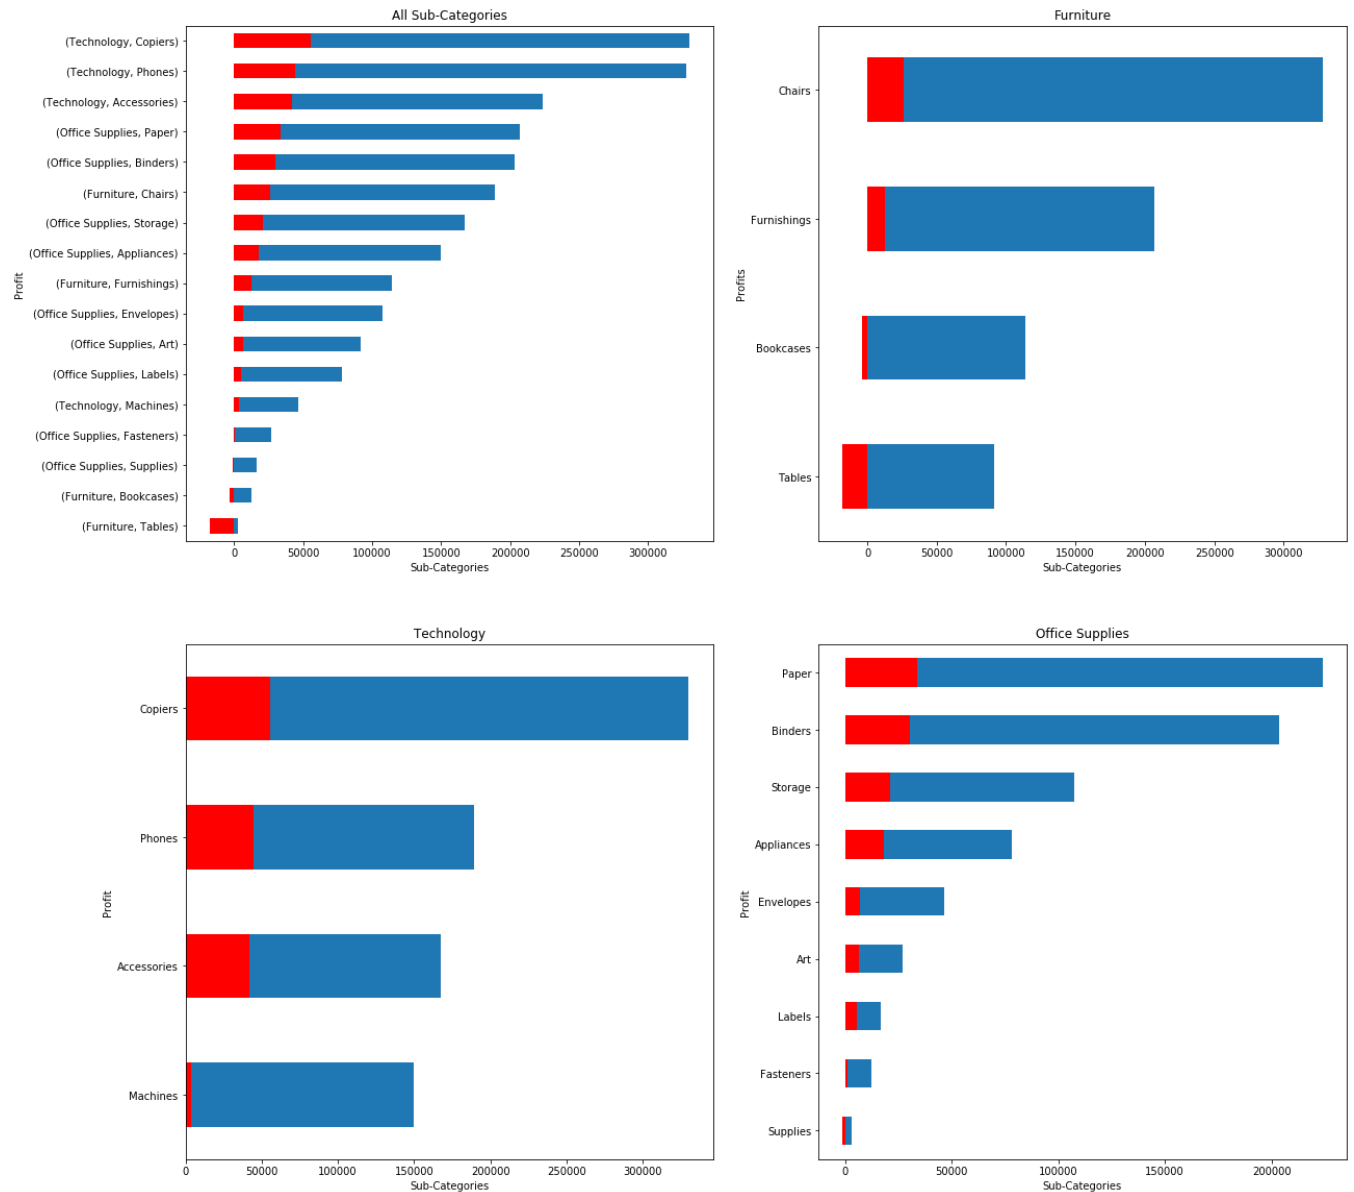 All Sub-Categories
(Technology, Copiers)
(Technology, Phones)
(Technology, Accessories)
(Office Supplies, Paper)
(Office Supplies, Binders)
(Furniture, Chairs)
(Office Supplies, Storage)
(Office Supplies, Appliances)
(Furniture, Furnishings)
(Office Supplies, Envelopes)
(Office Supplies, Art)
(Office Supplies, Labels)
(Technology, Machines)
(Office Supplies, Fasteners)
(Office Supplies, Supplies)
(Furniture, Bookcases)
(Furniture, Tables)
Profit
0 50000 100000 150000 200000 250000 300000
Sub-Categories
Furniture
Chairs
Furnishings
Bookcases
Tables
Profits
0 50000 100000 150000 200000 250000 300000
Sub-Categories
Technology
Copiers
Phones
Accessories
Machines
Profit
0 50000 100000 150000 200000 250000 300000
Sub-Categories
Office Supplies
Paper
Binders
Storage
Appliances
Envelopes
Art
Labels
Fasteners
Supplies
Profit
0 50000 100000 150000 200000
Sub-Categories